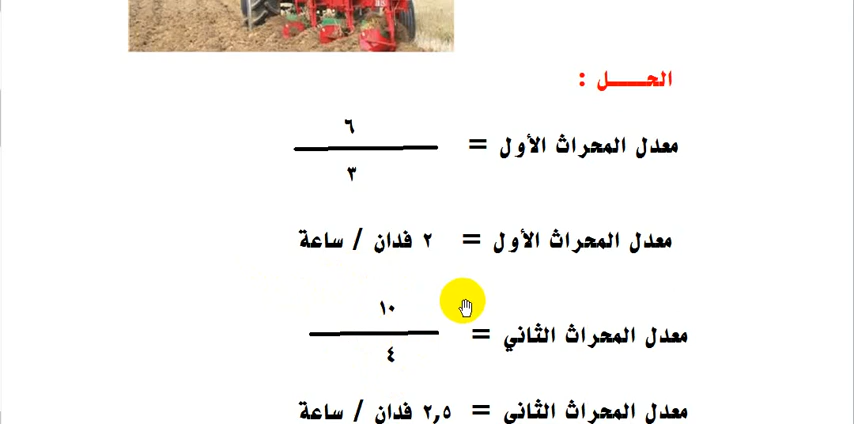 الحـــــل :
معدل المحراث الأول = ٦
٣
معدل المحراث الأول = ٢ فدان / ساعة
معدل المحراث الثاني = ١٠
٤
معدل المحراث الثاني = ٢,٥ فدان / ساعة